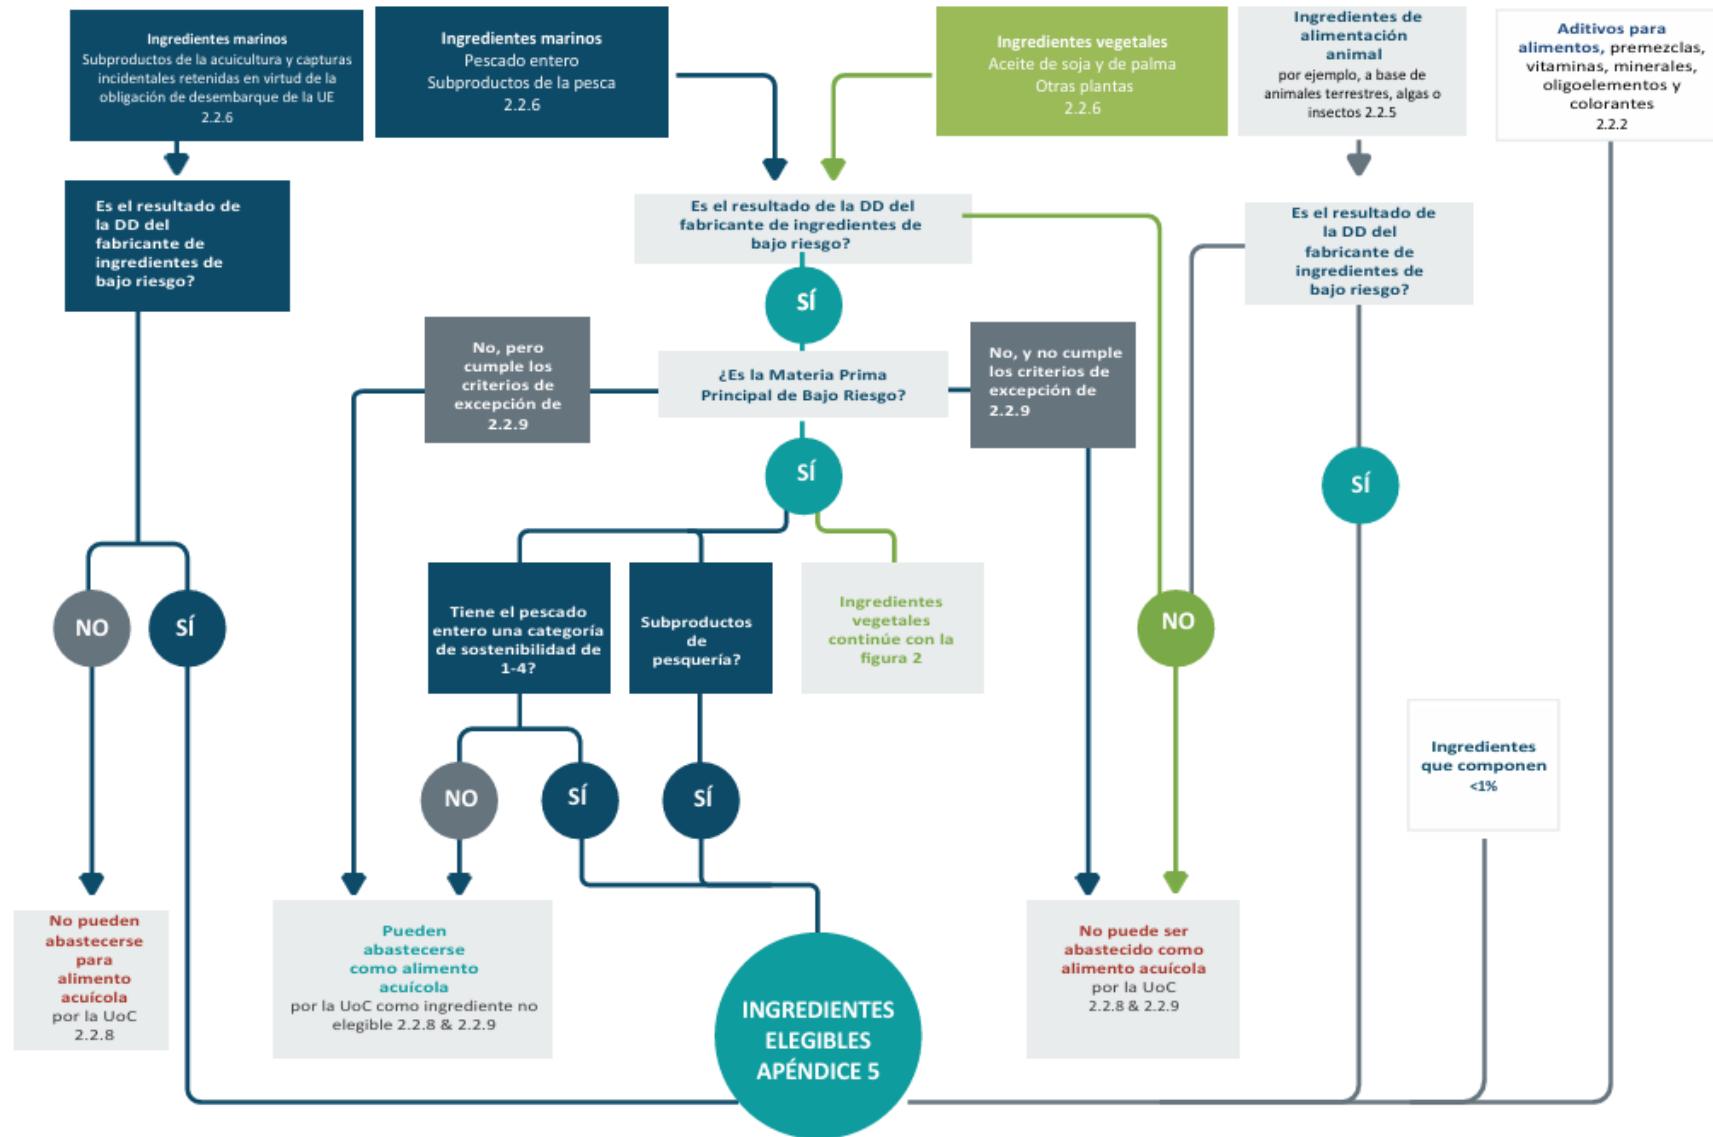 Ingredientes marinos
Subproductos de la acuicultura y capturas
incidentales retenidas en virtud de la
obligación de desembarque de la UE
2.2.6
Ingredientes marinos
Pescado entero
Subproductos de la pesca
2.2.6
Ingredientes vegetales
Aceite de soja y de palma
Otras plantas
2.2.6
Ingredientes de
alimentación
animal
por ejemplo, a base de
animales terrestres, algas o
insectos 2.2.5
Aditivos para
alimentos, premezclas,
vitaminas, minerales,
oligoelementos y
colorantes
2.2.2
Es el resultado de
la DD del
fabricante de
ingredientes de
bajo riesgo?
Es el resultado de la DD del
fabricante de ingredientes de
bajo riesgo?
Es el resultado de
la DD del
fabricante de
ingredientes de
bajo riesgo?
SÍ
No, pero
cumple los
criterios de
excepción de
2.2.9
¿Es la Materia Prima
Principal de Bajo Riesgo?
No, y no cumple
los criterios de
excepción de
2.2.9
SÍ
SÍ
NO
SÍ
Tiene el pescado
entero una categoría
de sostenibilidad de
1-4?
Subproductos
de
pesquería?
Ingredientes
vegetales
continúe con la
figura 2
NO
Ingredientes
que componen
<1%
NO
SÍ
SÍ
No pueden
abastecerse
para
alimento
acuícola
por la UoC
2.2.8
Pueden
abastecerse
como alimento
acuícola
por la UoC como ingrediente no
elegible 2.2.8 & 2.2.9
INGREDIENTES
ELEGIBLES
APÉNDICE 5
No puede ser
abastecido como
alimento acuícola
por la UoC
2.2.8 & 2.2.9